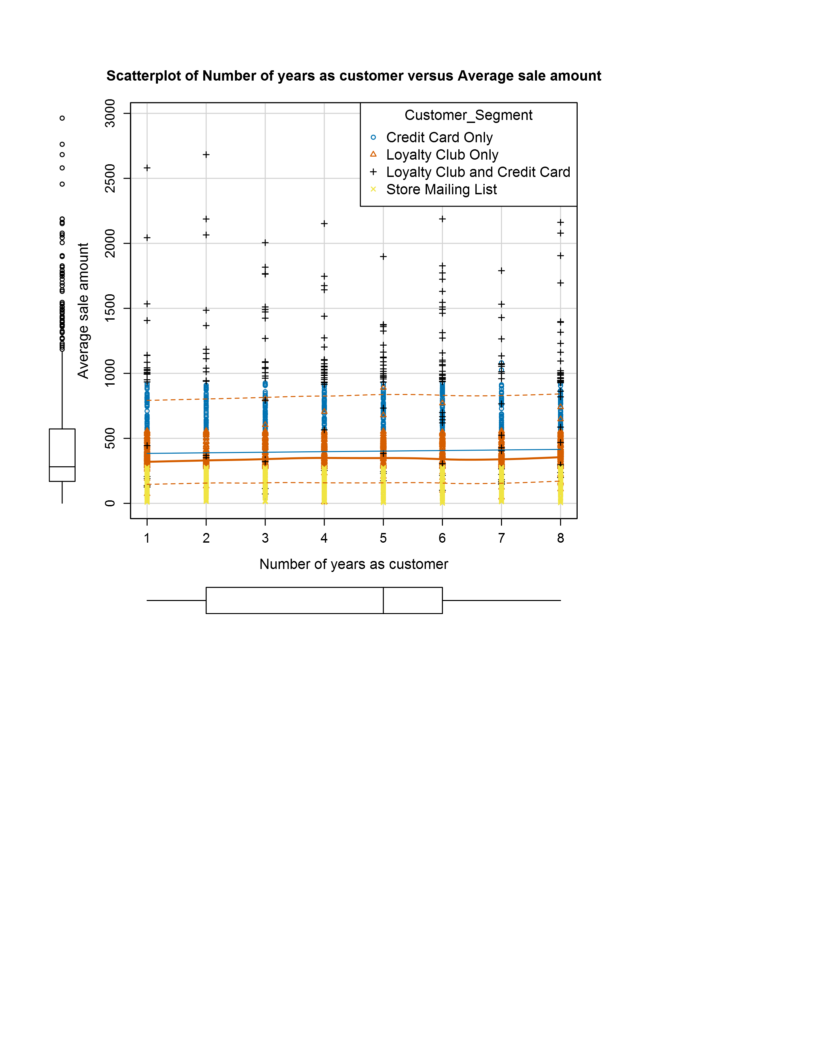 Scatterplot of Number of years as customer versus Average sale amount
Customer_Segment
Credit Card Only
Loyalty Club Only
Loyalty Club and Credit Card
Store Mailing List
Average sale amount
3000
2500
2000
1500
1000
500
0
1 2 3 4 5 6 7 8
Number of years as customer